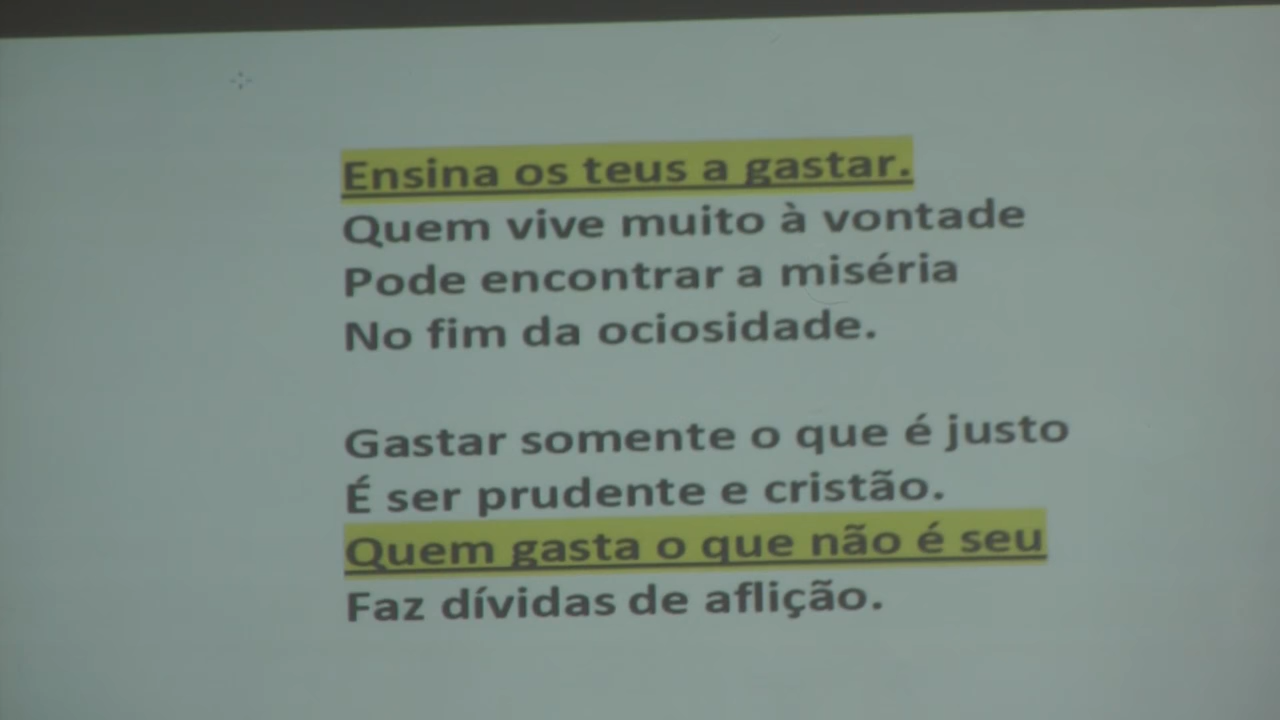 Ensina os teus a gastar.
Quem vive muito à vontade
Pode encontrar a miséria
No fim da ociosidade.
Gastar somente o que é justo
É ser prudente e cristão.
Quem gasta o que não é seu
Faz dívidas de aflição.